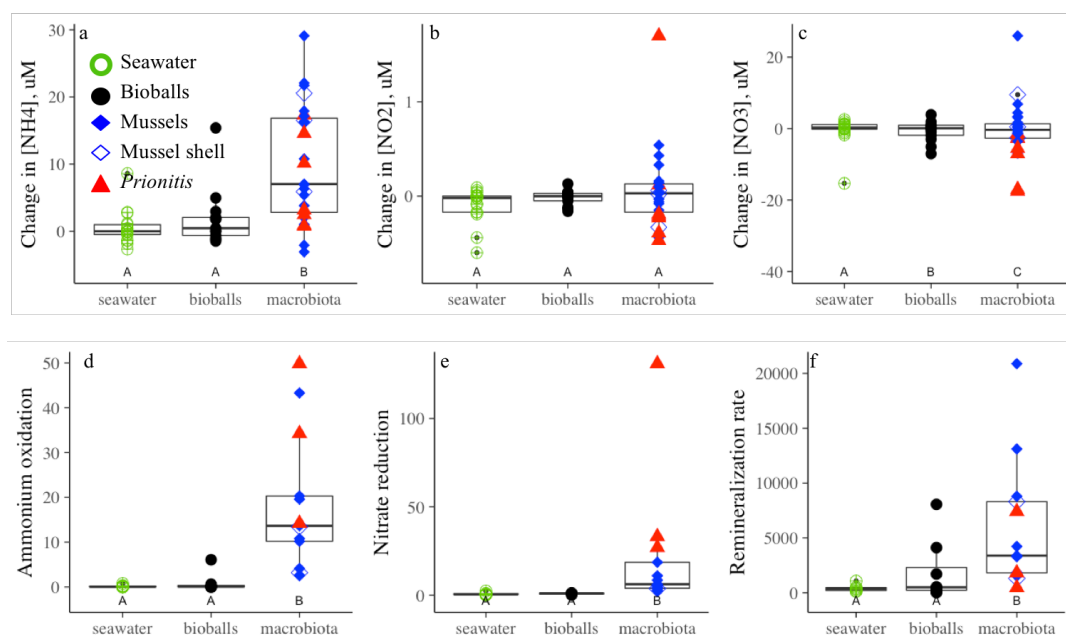 a
Change in [NH4], uM
30
20
10
0
Seawater
Bioballs
Mussels
Mussel shell
Prionitis
A A B
seawater bioballs macrobiota
b
Change in [NO2], uM
1
0
A A A
seawater bioballs macrobiota
c
Change in [NO3], uM
20
0
-20
-40
A B C
seawater bioballs macrobiota
d
Ammonium oxidation
50
40
30
20
10
0
A A B
seawater bioballs macrobiota
e
Nitrate reduction
100
50
0
A A B
seawater bioballs macrobiota
f
Remineralization rate
20000
15000
10000
5000
0
A A B
seawater bioballs macrobiota